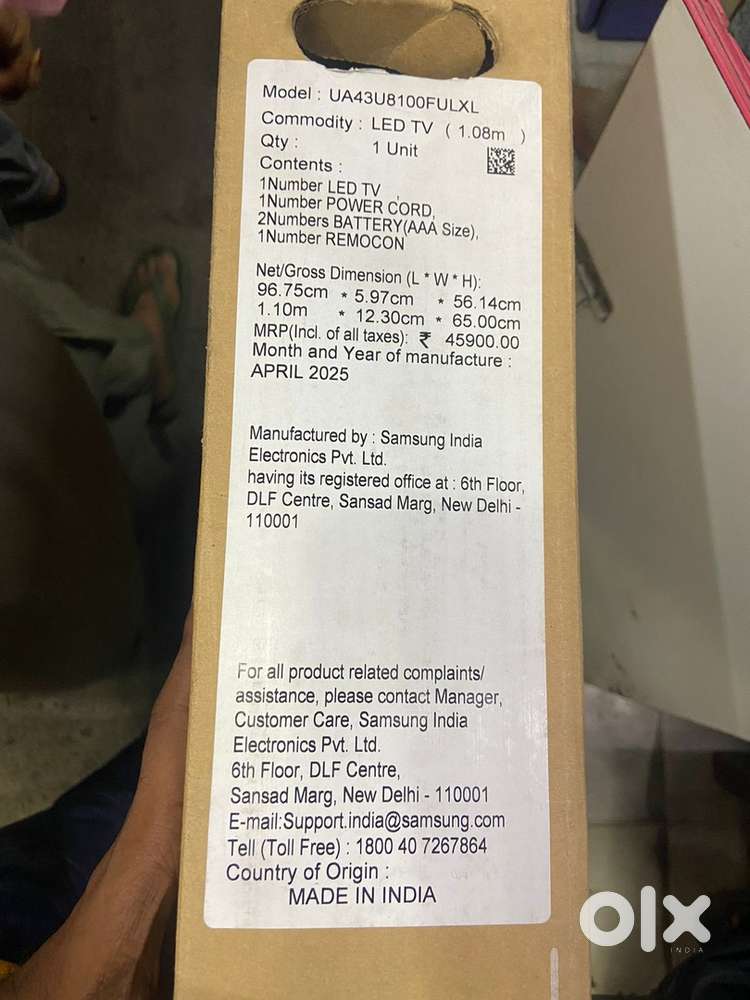 Model : UA43U8100FULXL
Commodity : LED TV ( 1.08m )
Qty : 1 Unit
Contents :
1Number LED TV ,
1Number POWER CORD,
2Numbers BATTERY(AAA Size),
1Number REMOCON
Net/Gross Dimension (L * W * H):
96.75cm * 5.97cm * 56.14cm
1.10m * 12.30cm * 65.00cm
MRP(Incl. of all taxes): ₹ 45900.00
Month and Year of manufacture :
APRIL 2025
Manufactured by : Samsung India
Electronics Pvt. Ltd.
having its registered office at : 6th Floor,
DLF Centre, Sansad Marg, New Delhi -
110001
For all product related complaints/
assistance, please contact Manager,
Customer Care, Samsung India
Electronics Pvt. Ltd.
6th Floor, DLF Centre,
Sansad Marg, New Delhi - 110001
E-mail:Support.india@samsung.com
Tell (Toll Free) : 1800 40 7267864
Country of Origin :
MADE IN INDIA
olx
INDIA